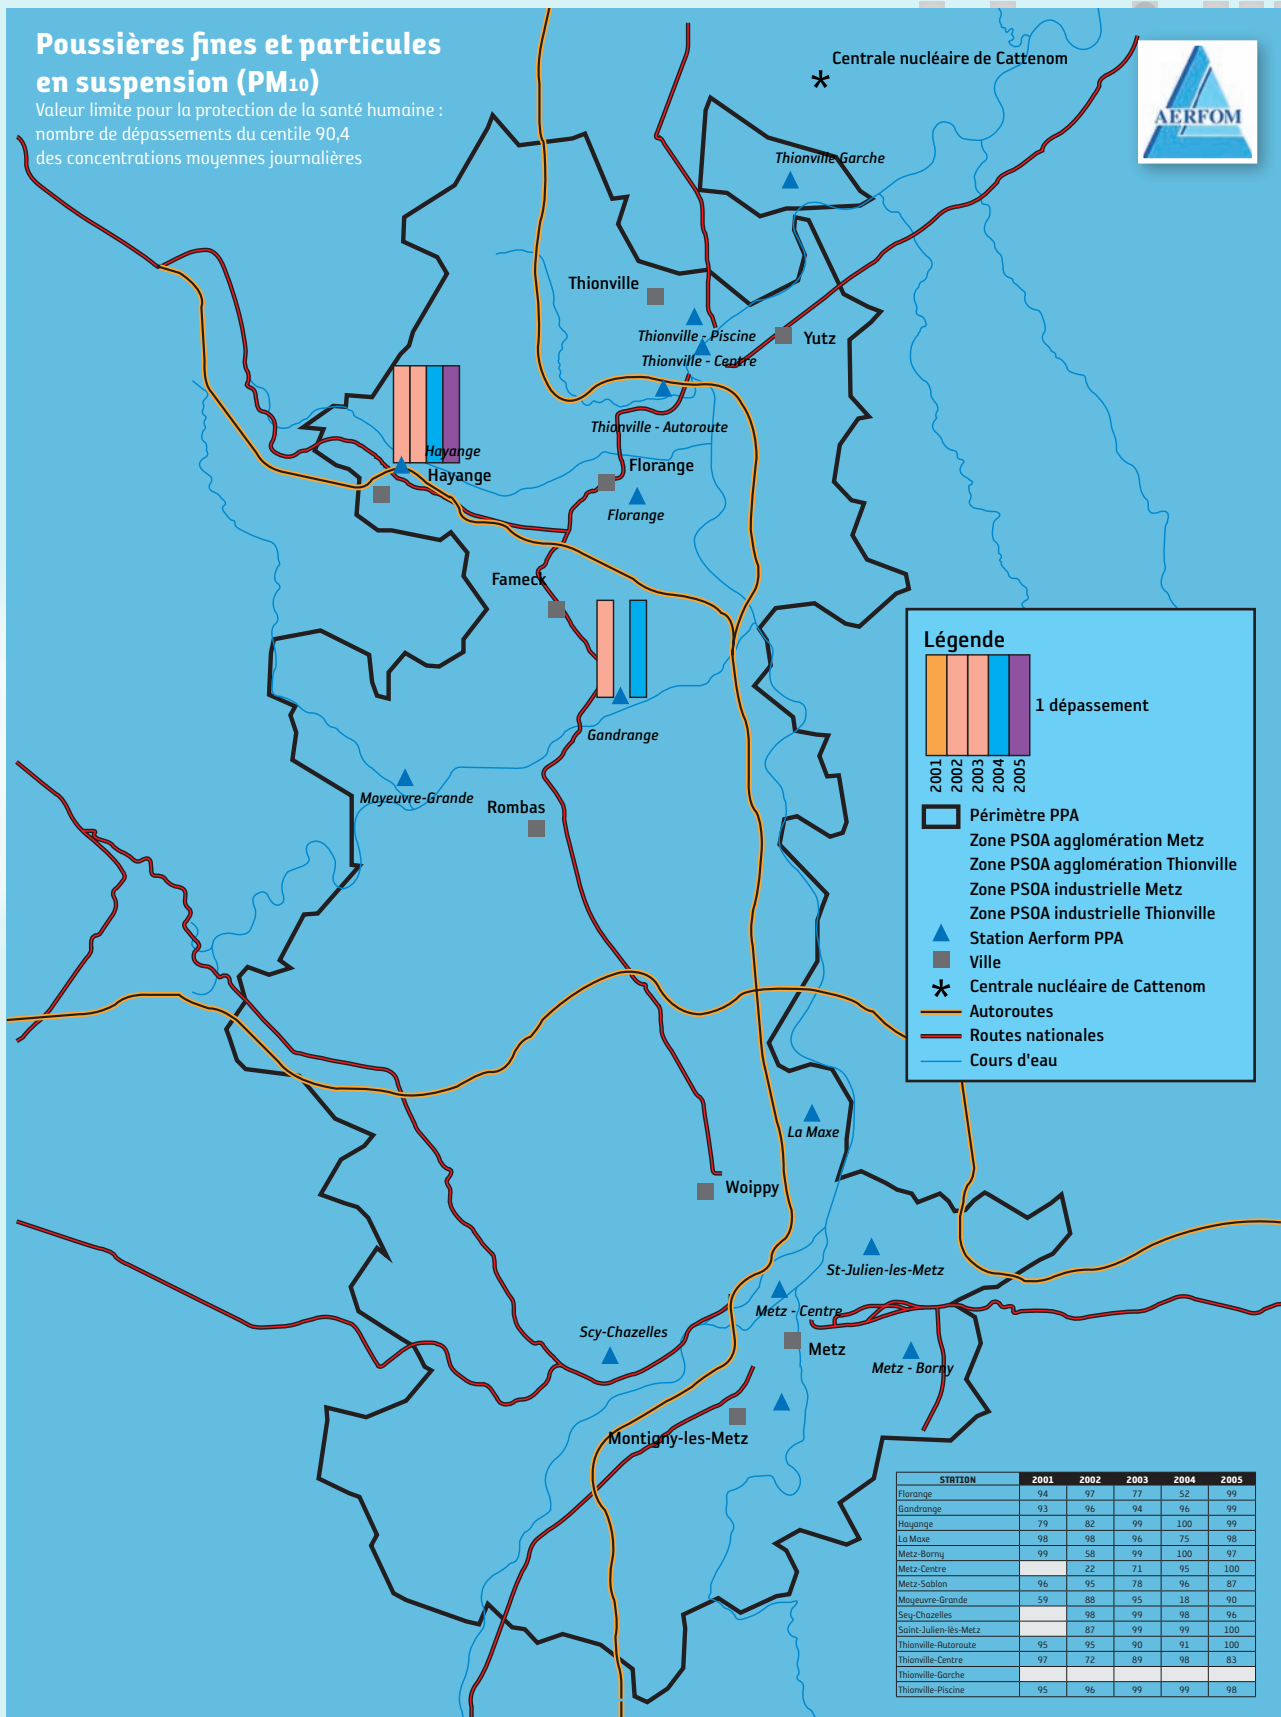 Poussières fines et particules
en suspension (PM10)
Valeur limite pour la protection de la santé humaine :
nombre de dépassements du centile 90,4
des concentrations moyennes journalières
Centrale nucléaire de Cattenom
AERFOM
Thionville Garche
Thionville
Thionville - Piscine
Yutz
Thionville - Centre
Thionville - Autoroute
Hayange
Hayange
Florange
Florange
Fameck
Gandrange
Moyeuvre-Grande
Rombas
La Maxe
Woippy
St-Julien-les-Metz
Metz - Centre
Scy-Chazelles
Metz
Metz - Borny
Montigny-les-Metz
Légende
1 dépassement
2001 2002 2003 2004 2005
Périmètre PPA
Zone PSQA agglomération Metz
Zone PSQA agglomération Thionville
Zone PSQA industrielle Metz
Zone PSQA industrielle Thionville
Station Aerform PPA
Ville
Centrale nucléaire de Cattenom
Autoroutes
Routes nationales
Cours d'eau
STATION 2001 2002 2003 2004 2005
Florange 94 97 77 52 99
Gandrange 93 96 94 96 99
Hayange 79 82 99 100 99
La Maxe 98 98 96 75 98
Metz-Borny 99 58 99 100 97
Metz-Centre 22 71 95 100
Metz-Sablon 96 95 78 96 87
Moyeuvre-Grande 59 88 95 18 90
Sey-Chazelles 98 99 98 96
Saint-Julien-lès-Metz 87 99 99 100
Thionville-Autoroute 95 95 90 91 100
Thionville-Centre 97 72 89 98 83
Thionville-Garche
Thionville-Piscine 95 96 99 99 98